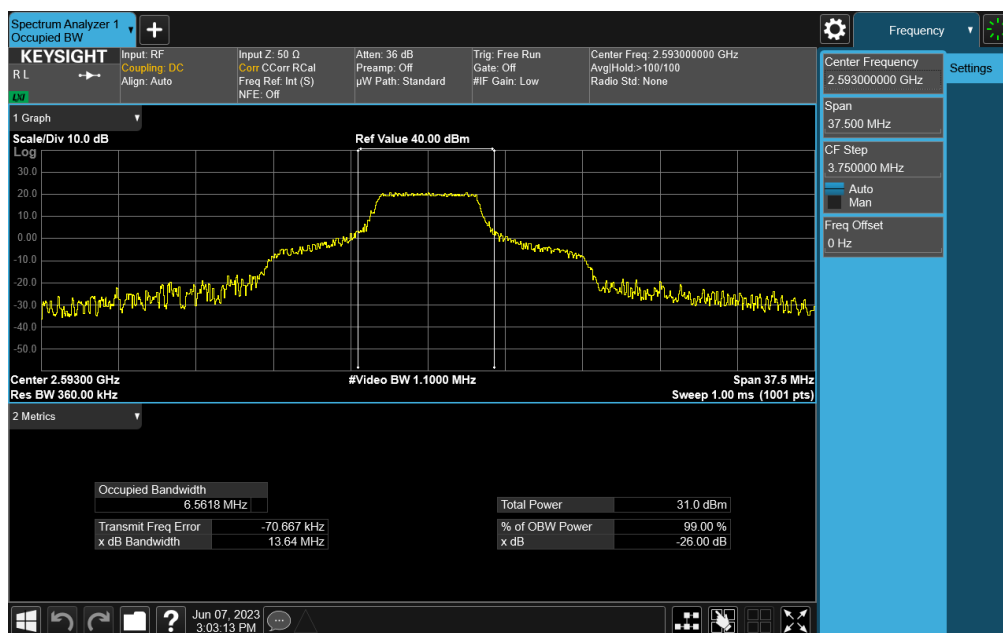 Spectrum Analyzer 1
Occupied BW
Frequency
KEYSIGHT
R L
LXI
Input: RF
Coupling: DC
Align: Auto
Input Z: 50 Ω
Corr CCorr RCal
Freq Ref: Int (S)
NFE: Off
Atten: 36 dB
Preamp: Off
µW Path: Standard
Trig: Free Run
Gate: Off
#IF Gain: Low
Center Freq: 2.593000000 GHz
Avg|Hold:>100/100
Radio Std: None
Center Frequency
2.593000000 GHz
Settings
Span
37.500 MHz
CF Step
3.750000 MHz
Auto
Man
Freq Offset
0 Hz
1 Graph
Scale/Div 10.0 dB
Ref Value 40.00 dBm
Log
30.0
20.0
10.0
0.00
-10.0
-20.0
-30.0
-40.0
-50.0
Center 2.59300 GHz
#Video BW 1.1000 MHz
Span 37.5 MHz
Res BW 360.00 kHz
Sweep 1.00 ms (1001 pts)
2 Metrics
Occupied Bandwidth
6.5618 MHz
Total Power 31.0 dBm
Transmit Freq Error -70.667 kHz
% of OBW Power 99.00 %
x dB Bandwidth 13.64 MHz
x dB -26.00 dB
Jun 07, 2023
3:03:13 PM